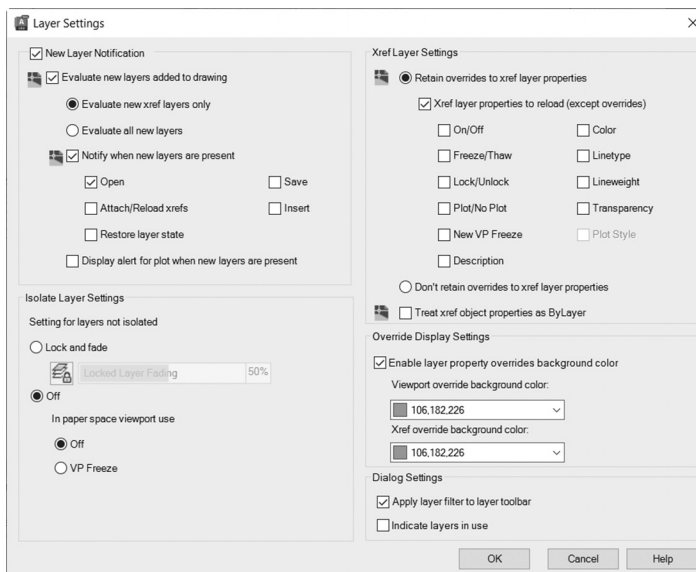 Layer Settings
New Layer Notification
Evaluate new layers added to drawing
Evaluate new xref layers only
Evaluate all new layers
Notify when new layers are present
Open
Save
Attach/Reload xrefs
Insert
Restore layer state
Display alert for plot when new layers are present
Isolate Layer Settings
Setting for layers not isolated
Lock and fade
Locked Layer Fading
50%
Off
In paper space viewport use
Off
VP Freeze
Xref Layer Settings
Retain overrides to xref layer properties
Xref layer properties to reload (except overrides)
On/Off
Color
Freeze/Thaw
Linetype
Lock/Unlock
Lineweight
Plot/No Plot
Transparency
New VP Freeze
Plot Style
Description
Don't retain overrides to xref layer properties
Treat xref object properties as ByLayer
Override Display Settings
Enable layer property overrides background color
Viewport override background color:
106,182,226
Xref override background color:
106,182,226
Dialog Settings
Apply layer filter to layer toolbar
Indicate layers in use
OK
Cancel
Help